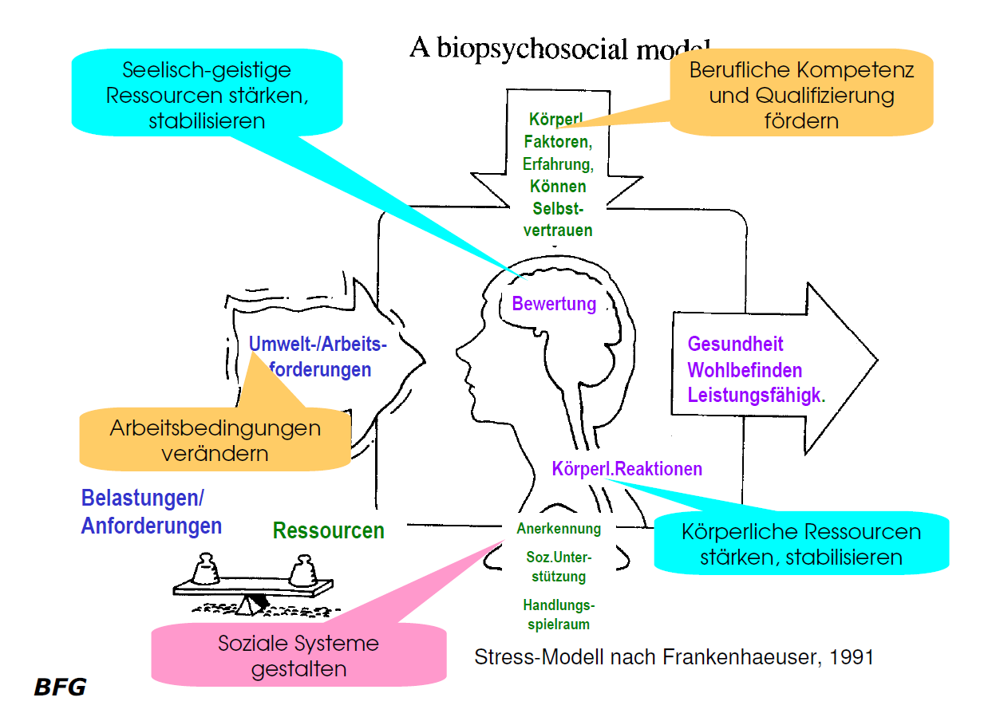 A biopsychosocial model
Seelisch-geistige
Ressourcen stärken,
stabilisieren
Berufliche Kompetenz
und Qualifizierung
fördern
Körperl.
Faktoren,
Erfahrung,
Können
Selbst-
vertrauen
Bewertung
Umwelt-/Arbeits-
forderungen
Gesundheit
Wohlbefinden
Leistungsfähigk.
Arbeitsbedingungen
verändern
Körperl.Reaktionen
Belastungen/
Anforderungen
Ressourcen
Anerkennung
Soz.Unter-
stützung
Handlungs-
spielraum
Körperliche Ressourcen
stärken, stabilisieren
Soziale Systeme
gestalten
Stress-Modell nach Frankenhaeuser, 1991
BFG